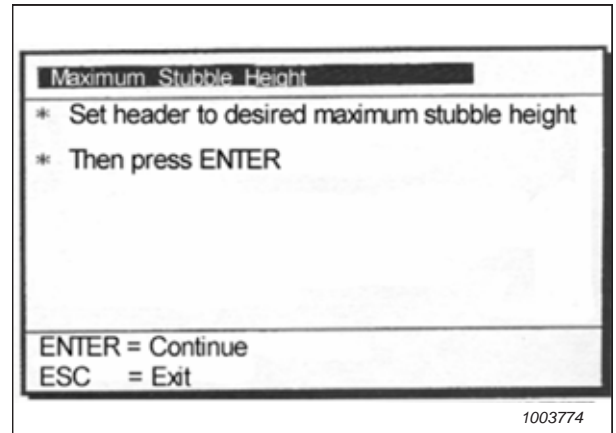 Maximum Stubble Height
* Set header to desired maximum stubble height
* Then press ENTER
ENTER = Continue
ESC = Exit
1003774